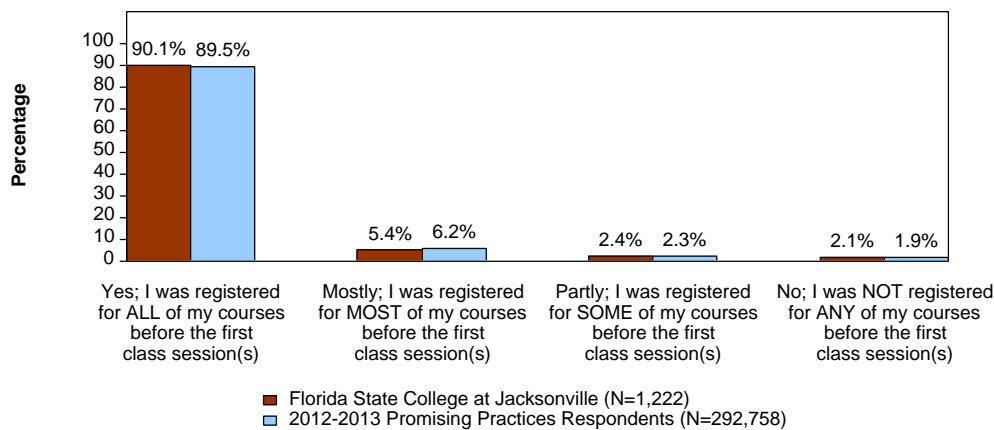 Percentage
100
90
80
70
60
50
40
30
20
10
0
90.1% 89.5%
5.4% 6.2%
2.4% 2.3%
2.1% 1.9%
Yes; I was registered
for ALL of my courses
before the first
class session(s)
Mostly; I was registered
for MOST of my courses
before the first
class session(s)
Partly; I was registered
for SOME of my courses
before the first
class session(s)
No; I was NOT registered
for ANY of my courses
before the first
class session(s)
Florida State College at Jacksonville (N=1,222)
2012-2013 Promising Practices Respondents (N=292,758)